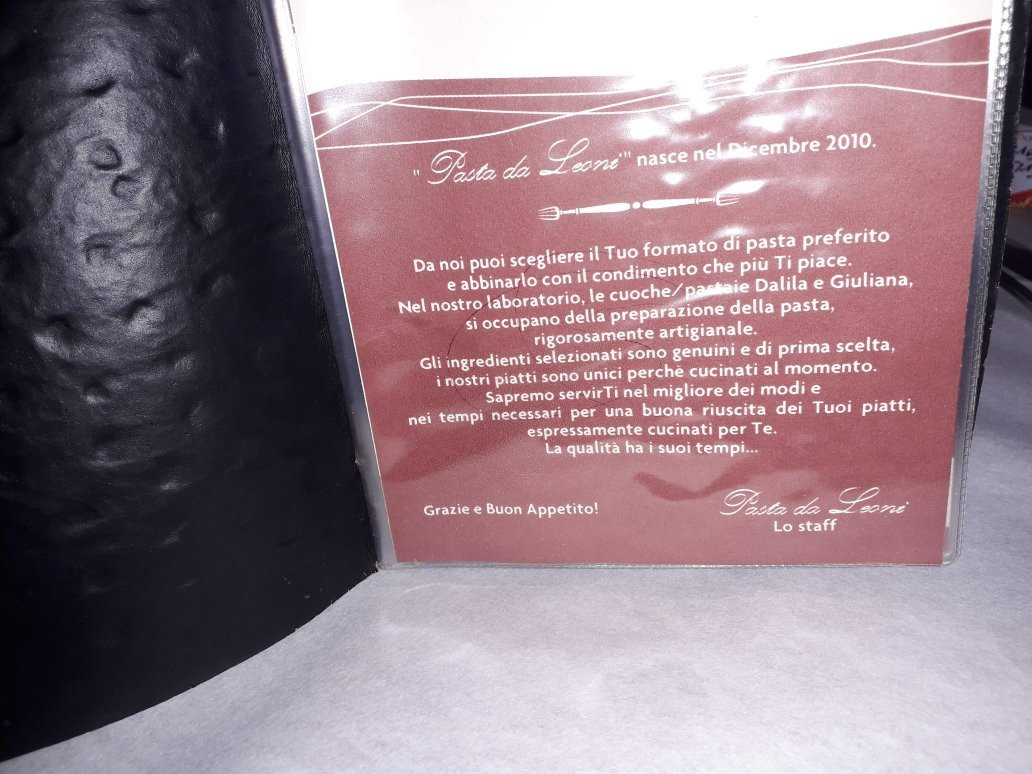 " Pasta da Leoni'" nasce nel Dicembre 2010.
Da noi puoi scegliere il Tuo formato di pasta preferito
e abbinarlo con il condimento che più Ti piace.
Nel nostro laboratorio, le cuoche/pastaie Dalila e Giuliana,
si occupano della preparazione della pasta,
rigorosamente artigianale.
Gli ingredienti selezionati sono genuini e di prima scelta,
i nostri piatti sono unici perchè cucinati al momento.
Sapremo servirTi nel migliore dei modi e
nei tempi necessari per una buona riuscita dei Tuoi piatti,
espressamente cucinati per Te.
La qualità ha i suoi tempi...
Grazie e Buon Appetito!
Pasta da Leoni'
Lo staff